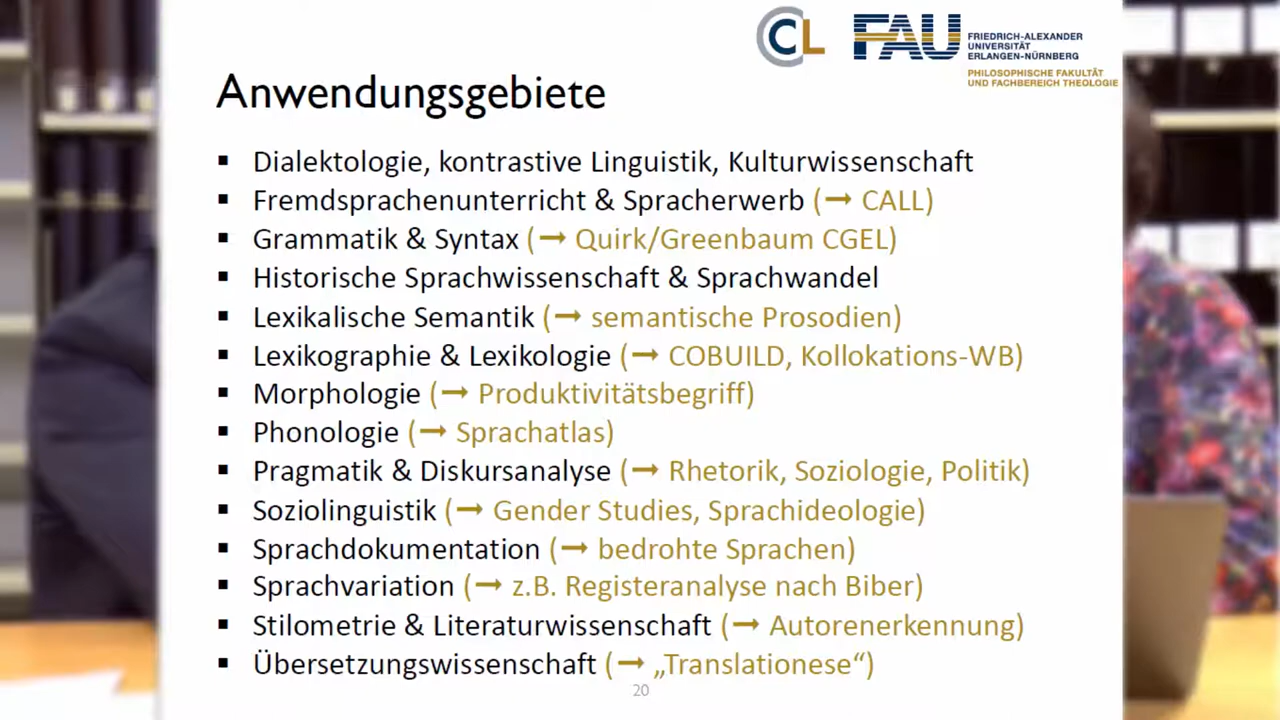 CL FAU
FRIEDRICH-ALEXANDER
UNIVERSITÄT
ERLANGEN-NÜRNBERG
PHILOSOPHISCHE FAKULTÄT
UND FACHBEREICH THEOLOGIE
Anwendungsgebiete
▪ Dialektologie, kontrastive Linguistik, Kulturwissenschaft
▪ Fremdsprachenunterricht & Spracherwerb (→ CALL)
▪ Grammatik & Syntax (→ Quirk/Greenbaum CGEL)
▪ Historische Sprachwissenschaft & Sprachwandel
▪ Lexikalische Semantik (→ semantische Prosodien)
▪ Lexikographie & Lexikologie (→ COBUILD, Kollokations-WB)
▪ Morphologie (→ Produktivitätsbegriff)
▪ Phonologie (→ Sprachatlas)
▪ Pragmatik & Diskursanalyse (→ Rhetorik, Soziologie, Politik)
▪ Soziolinguistik (→ Gender Studies, Sprachideologie)
▪ Sprachdokumentation (→ bedrohte Sprachen)
▪ Sprachvariation (→ z.B. Registeranalyse nach Biber)
▪ Stilometrie & Literaturwissenschaft (→ Autorenerkennung)
▪ Übersetzungswissenschaft (→ „Translationese“)
20